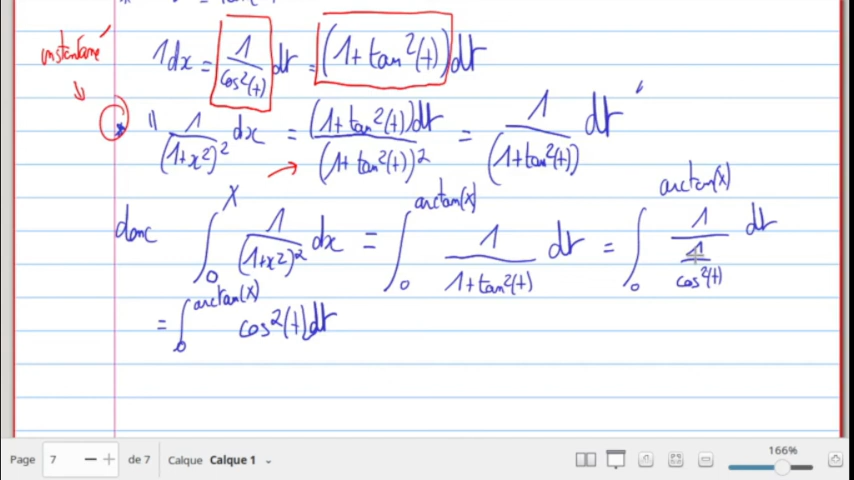 instantané
1dx = 1/cos²(t) dt = (1+tan²(t))dt
" 1/(1+x²)² dx = (1+tan²(t))dt/(1+tan²(t))² = 1/(1+tan²(t)) dt "
donc ∫₀^X 1/(1+x²)² dx = ∫₀^arctan(X) 1/(1+tan²(t)) dt = ∫₀^arctan(X) 1/(1/cos²(t)) dt
= ∫₀^arctan(X) cos²(t)dt
Page 7 de 7 Calque Calque 1 166%